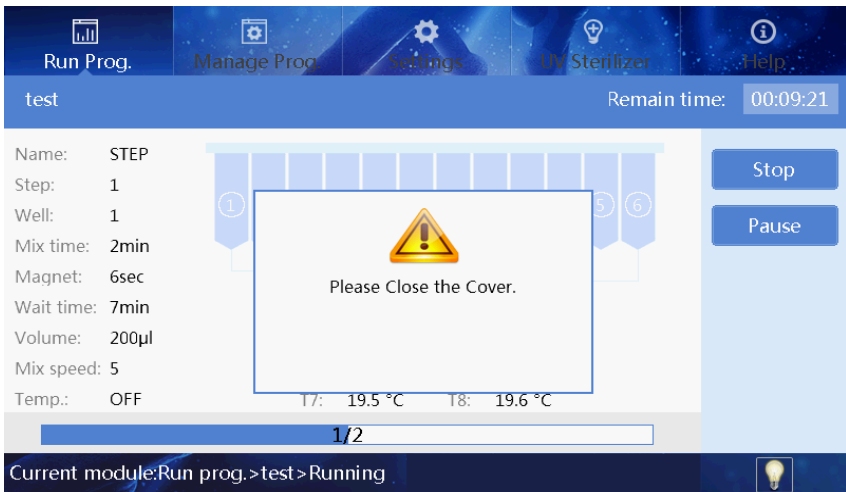 Run Prog.
Manage Prog.
Settings
UV Sterilizer
Help
test
Remain time: 00:09:21
Name: STEP
Step: 1
Well: 1
Mix time: 2min
Magnet: 6sec
Wait time: 7min
Volume: 200µl
Mix speed: 5
Temp.: OFF
1
5
6
Please Close the Cover.
T7: 19.5 °C T8: 19.6 °C
Stop
Pause
1/2
Current module:Run prog.>test>Running